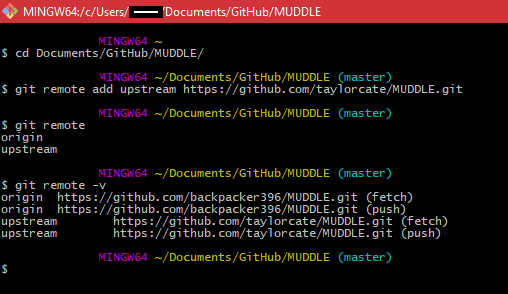 MINGW64:/c/Users/ /Documents/GitHub/MUDDLE
MINGW64 ~
$ cd Documents/GitHub/MUDDLE/
MINGW64 ~/Documents/GitHub/MUDDLE (master)
$ git remote add upstream https://github.com/taylorcate/MUDDLE.git
MINGW64 ~/Documents/GitHub/MUDDLE (master)
$ git remote
origin
upstream
MINGW64 ~/Documents/GitHub/MUDDLE (master)
$ git remote -v
origin  https://github.com/backpacker396/MUDDLE.git (fetch)
origin  https://github.com/backpacker396/MUDDLE.git (push)
upstream        https://github.com/taylorcate/MUDDLE.git (fetch)
upstream        https://github.com/taylorcate/MUDDLE.git (push)
MINGW64 ~/Documents/GitHub/MUDDLE (master)
$